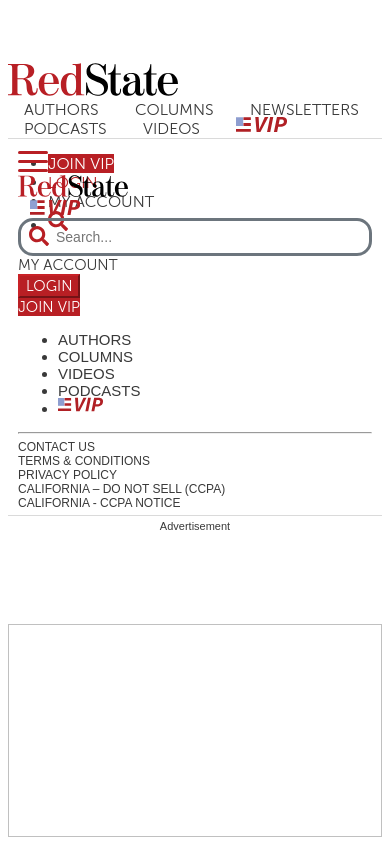 RedState
AUTHORS COLUMNS NEWSLETTERS
PODCASTS VIDEOS VIP
JOIN VIP
LOGIN
RedState
MY ACCOUNT
VIP
Search...
MY ACCOUNT
LOGIN
JOIN VIP
AUTHORS
COLUMNS
VIDEOS
PODCASTS
VIP
CONTACT US
TERMS & CONDITIONS
PRIVACY POLICY
CALIFORNIA – DO NOT SELL (CCPA)
CALIFORNIA - CCPA NOTICE
Advertisement